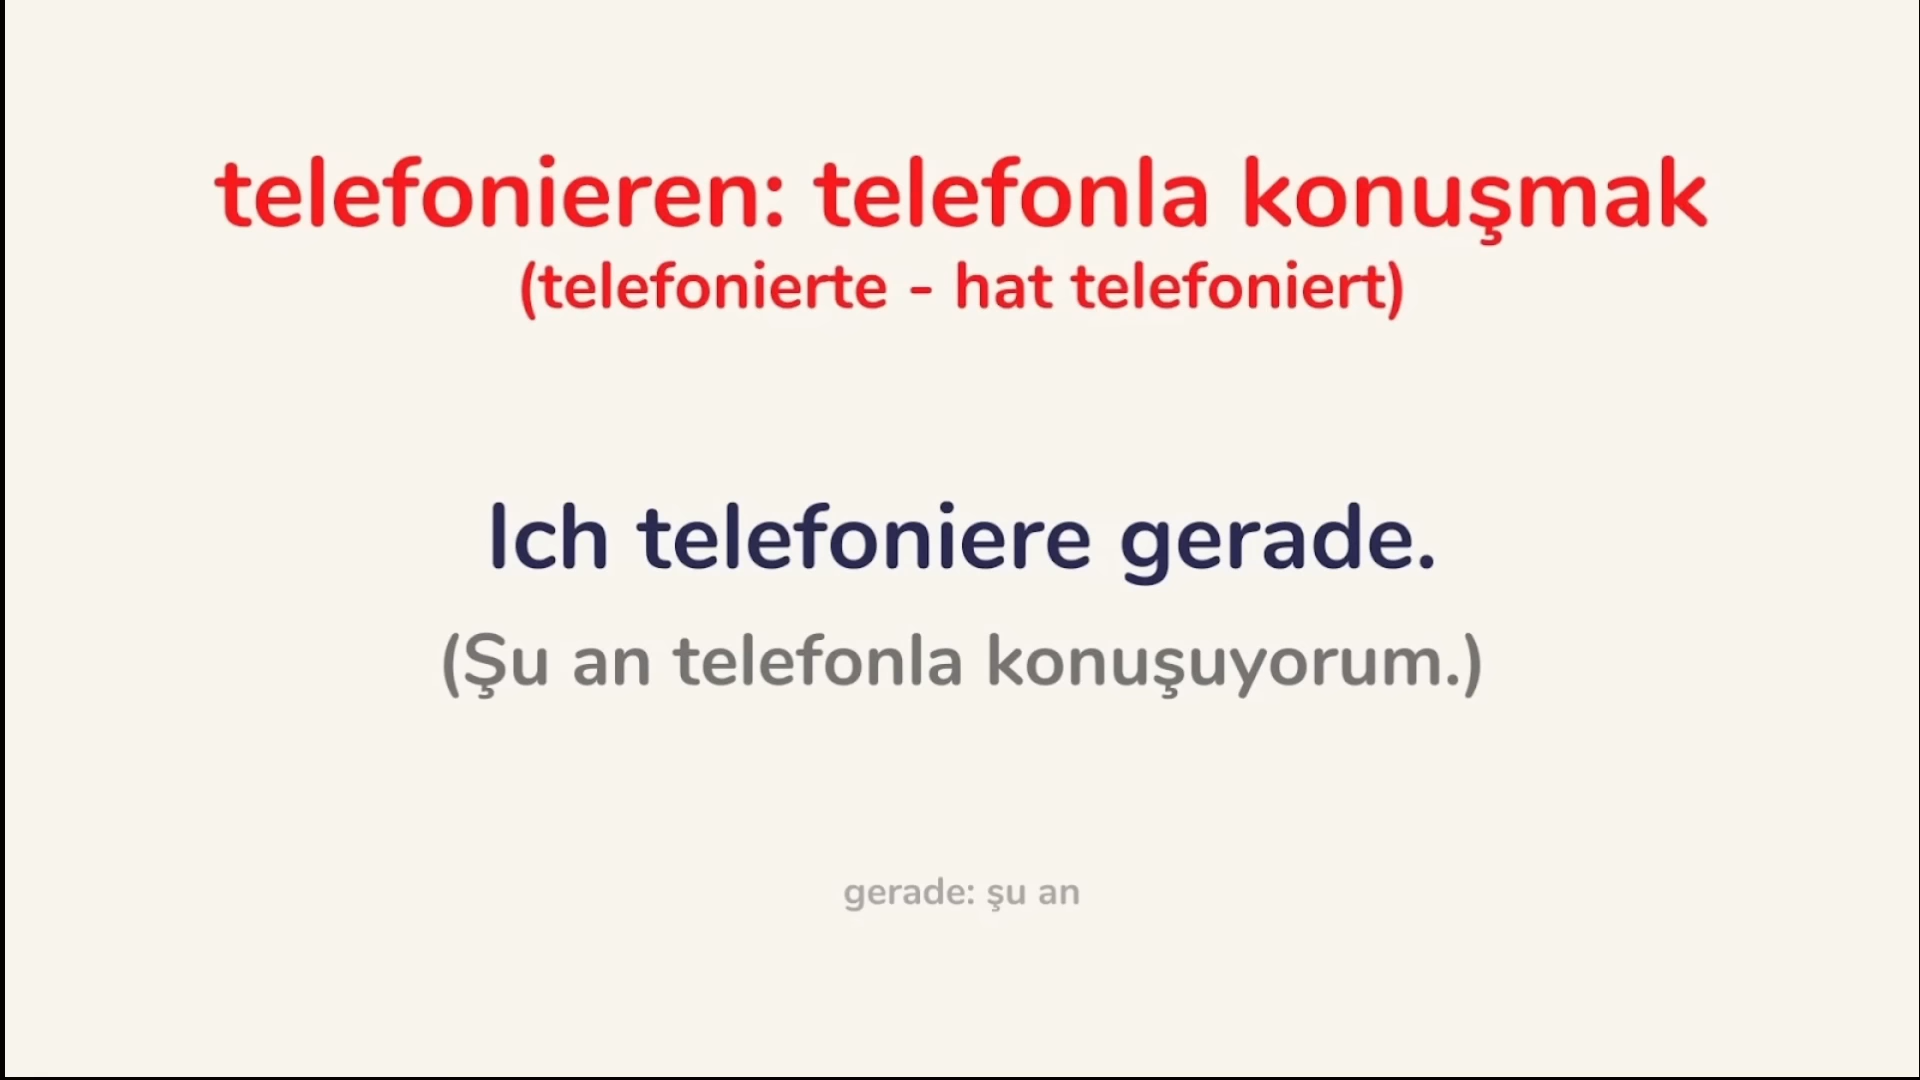 telefonieren: telefonla konuşmak
(telefonierte - hat telefoniert)
Ich telefoniere gerade.
(Şu an telefonla konuşuyorum.)
gerade: şu an